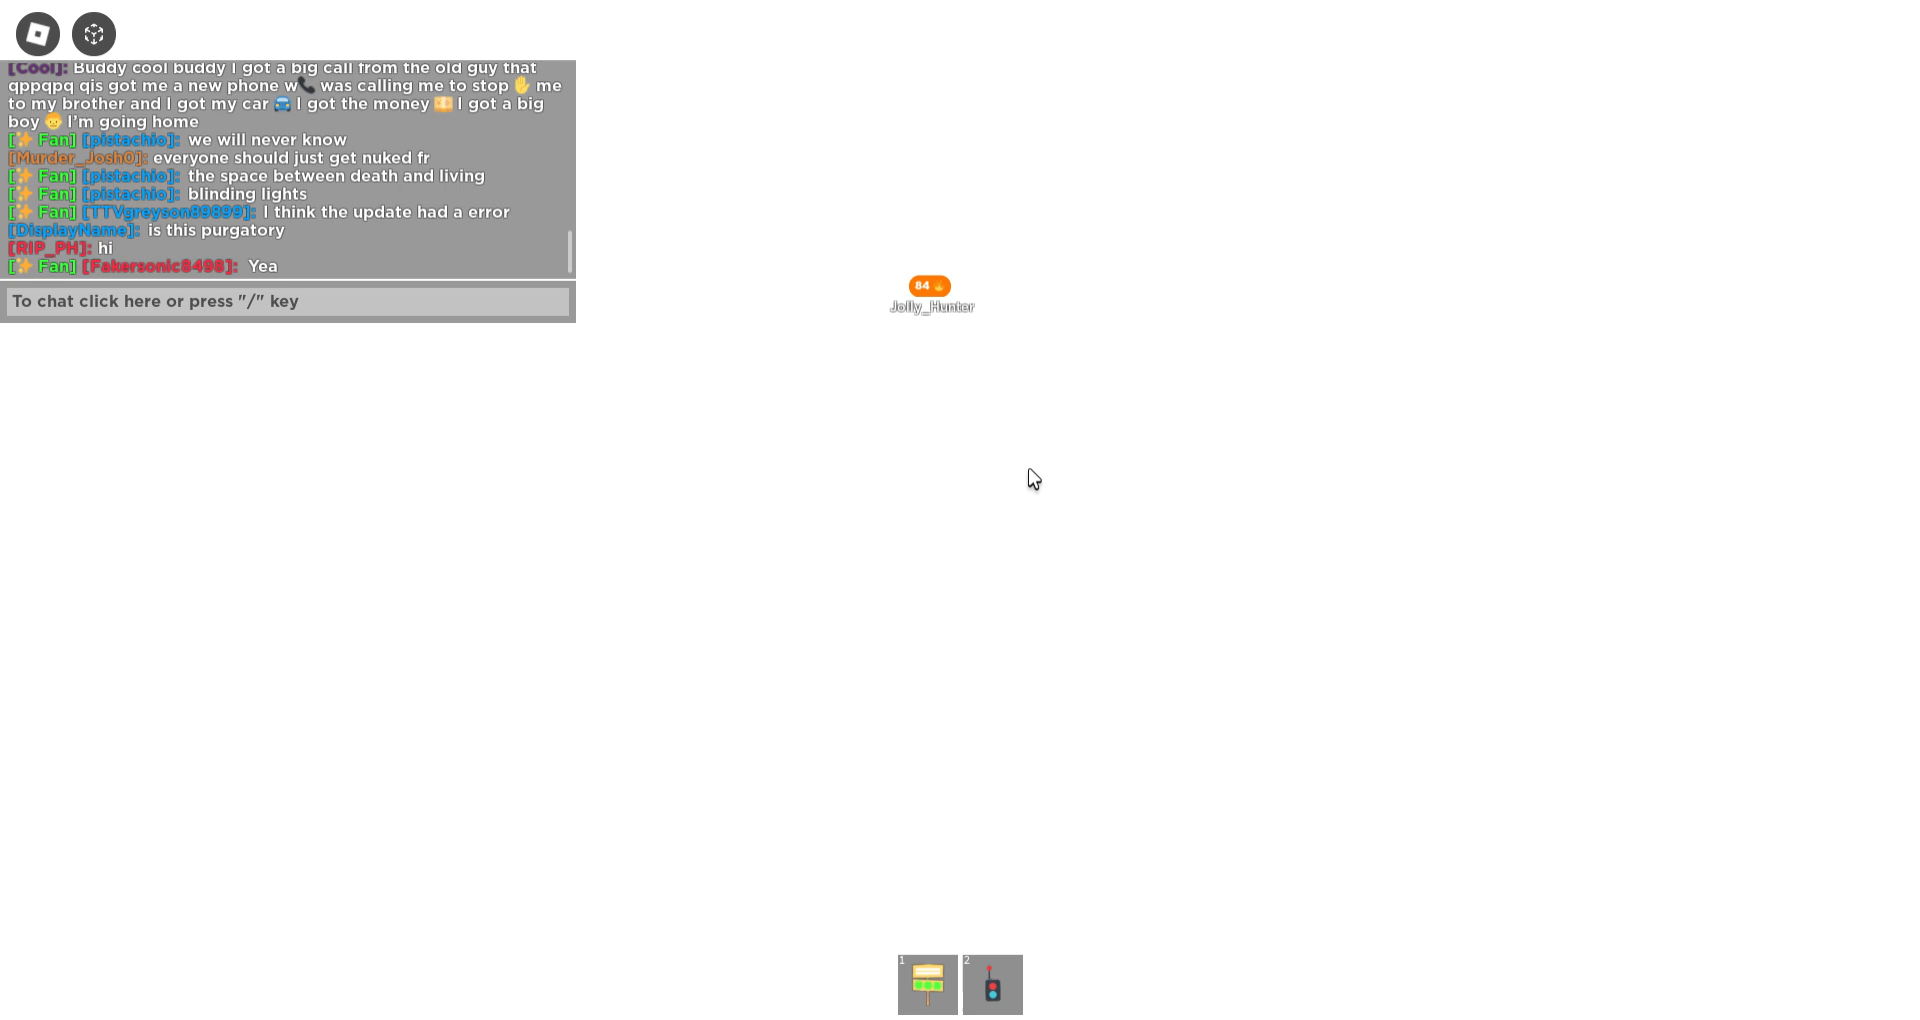 [Cool]: Buddy cool buddy I got a big call from the old guy that
qppqpq qis got me a new phone w📞 was calling me to stop ✋ me
to my brother and I got my car 🚘 I got the money 💴 I got a big
boy 👦 I'm going home
[✨ Fan] [pistachio]: we will never know
[Murder_Josh0]: everyone should just get nuked fr
[✨ Fan] [pistachio]: the space between death and living
[✨ Fan] [pistachio]: blinding lights
[✨ Fan] [TTVgreyson89899]: I think the update had a error
[DisplayName]: is this purgatory
[RIP_PH]: hi
[✨ Fan] [Fakersonic8498]: Yea
To chat click here or press "/" key
84 🔥
Jolly_Hunter
1
2